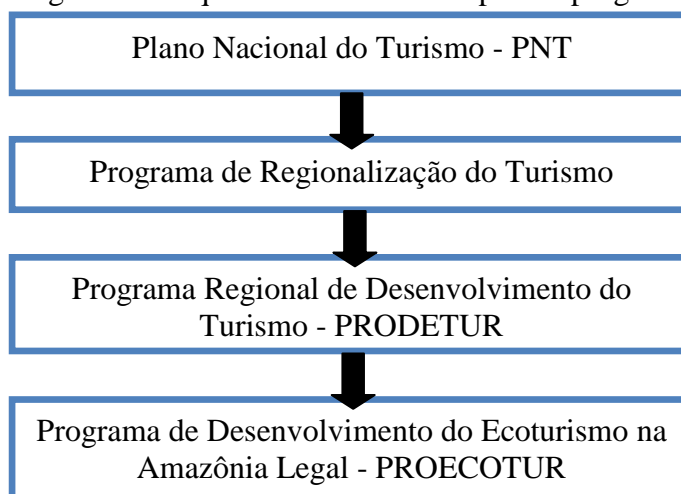 Plano Nacional do Turismo - PNT
Programa de Regionalização do Turismo
Programa Regional de Desenvolvimento do
Turismo - PRODETUR
Programa de Desenvolvimento do Ecoturismo na
Amazônia Legal - PROECOTUR